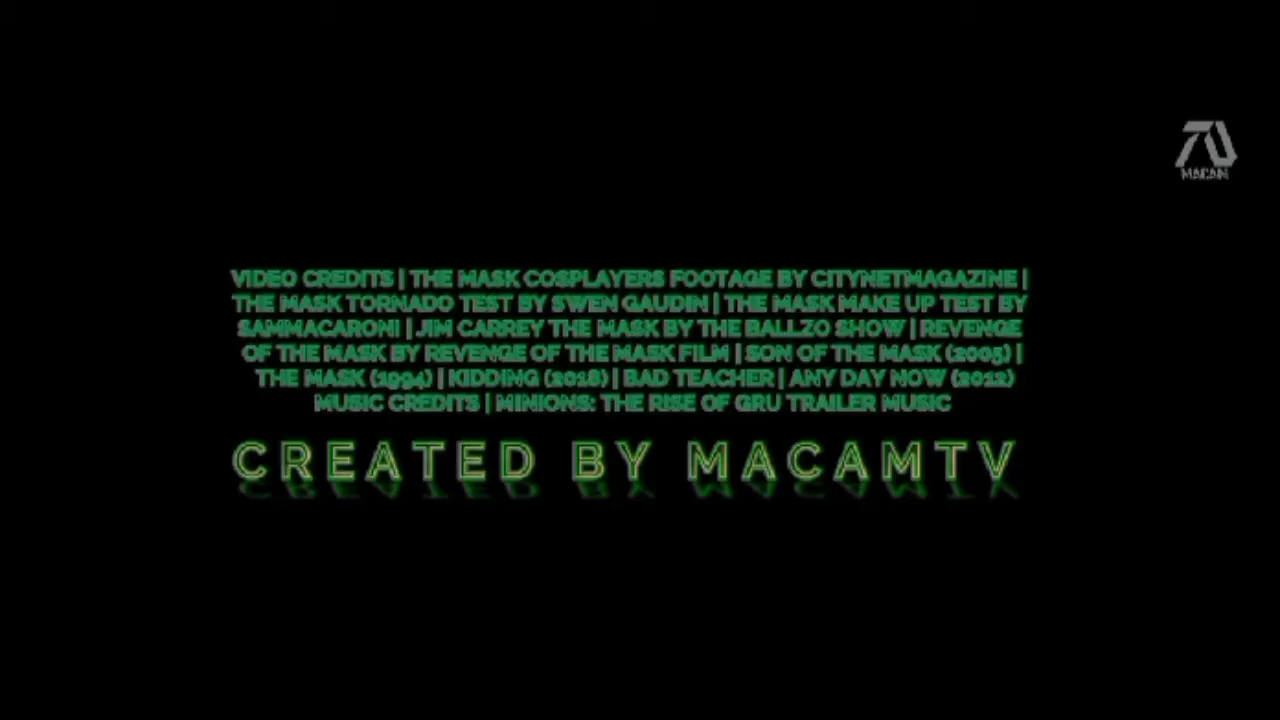 MACAM
VIDEO CREDITS | THE MASK COSPLAYERS FOOTAGE BY CITYNETMAGAZINE |
THE MASK TORNADO TEST BY SWEN GAUDIN | THE MASK MAKE UP TEST BY
SAMMACARONI | JIM CARREY THE MASK BY THE BALLZO SHOW | REVENGE
OF THE MASK BY REVENGE OF THE MASK FILM | SON OF THE MASK (2005) |
THE MASK (1994) | KIDDING (2018) | BAD TEACHER | ANY DAY NOW (2012)
MUSIC CREDITS | MINIONS: THE RISE OF GRU TRAILER MUSIC
CREATED BY MACAMTV